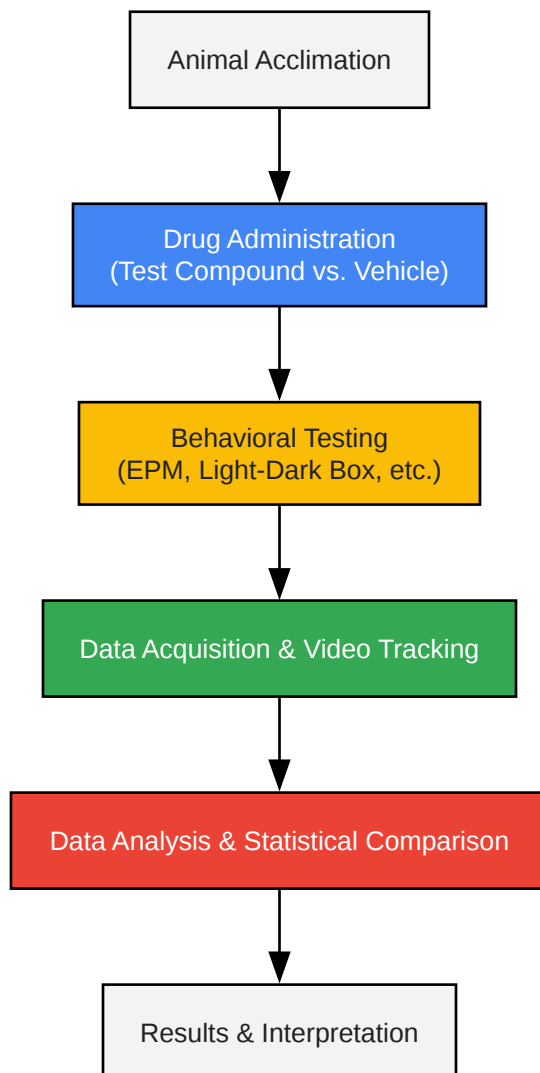 Animal Acclimation
Drug Administration
(Test Compound vs. Vehicle)
Behavioral Testing
(EPM, Light-Dark Box, etc.)
Data Acquisition & Video Tracking
Data Analysis & Statistical Comparison
Results & Interpretation